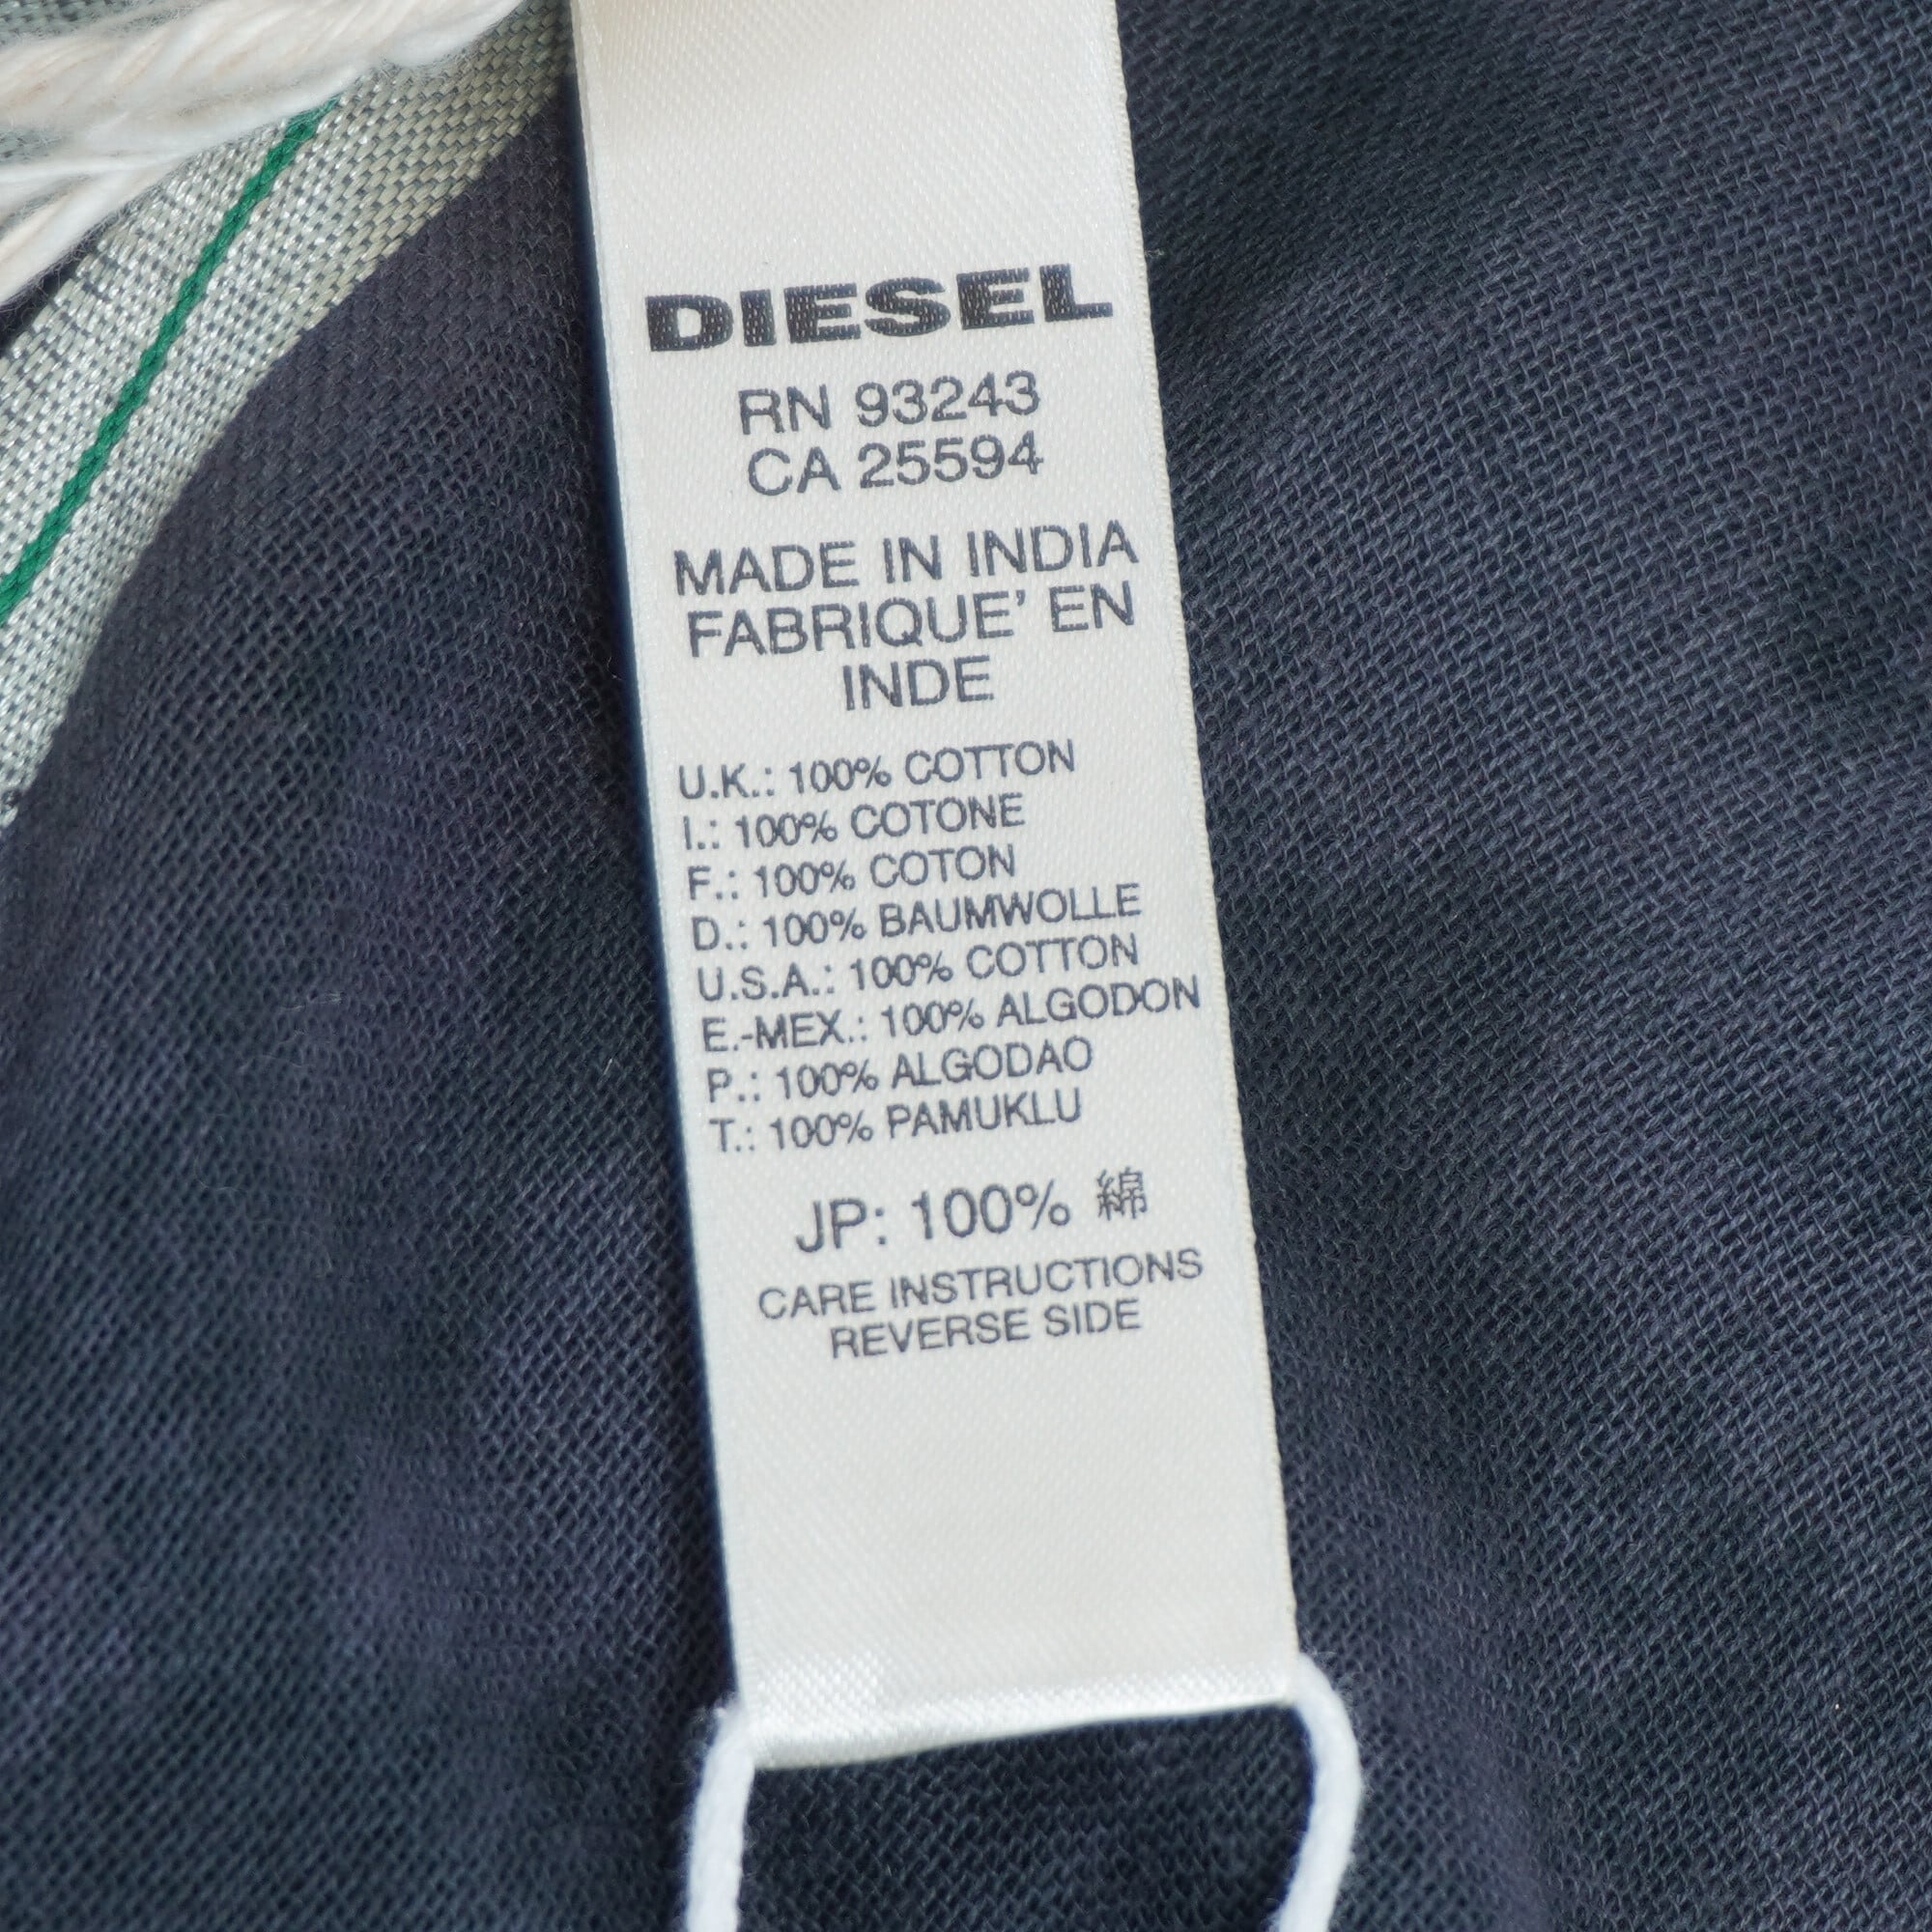 DIESEL
RN 93243
CA 25594
MADE IN INDIA
FABRIQUE' EN
INDE
U.K.: 100% COTTON
I.: 100% COTONE
F.: 100% COTON
D.: 100% BAUMWOLLE
U.S.A.: 100% COTTON
E.-MEX.: 100% ALGODON
P.: 100% ALGODAO
T.: 100% PAMUKLU
JP: 100% 綿
CARE INSTRUCTIONS
REVERSE SIDE